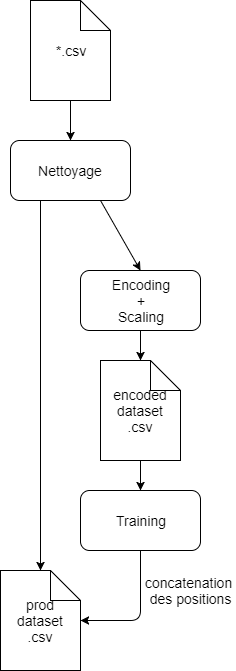 *.csv
Nettoyage
Encoding
+
Scaling
encoded
dataset
.csv
Training
concatenation
des positions
prod
dataset
.csv